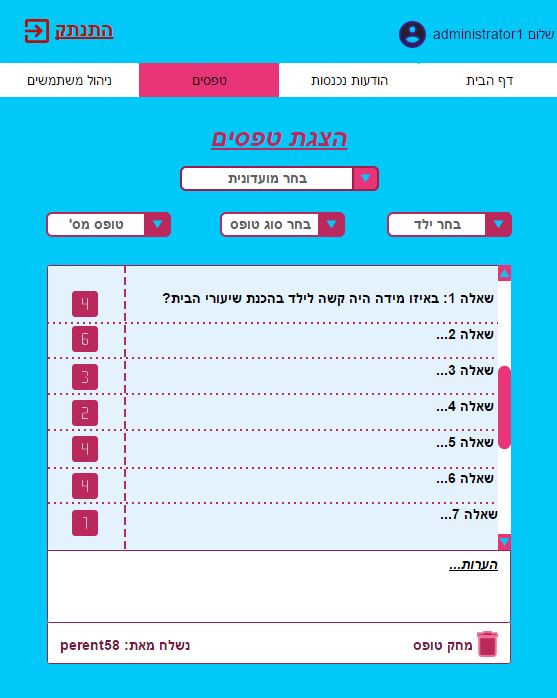 שלום administrator1
התנתק
דף הבית
הודעות נכנסות
טפסים
ניהול משתמשים
הצגת טפסים
בחר מועדונית
בחר ילד
בחר סוג טופס
טופס מס'
שאלה 1: באיזו מידה היה קשה לילד בהכנת שיעורי הבית? 4
שאלה 2... 6
שאלה 3... 3
שאלה 4... 2
שאלה 5... 4
שאלה 6... 4
שאלה 7... 1
הערות...
מחק טופס
נשלח מאת: perent58